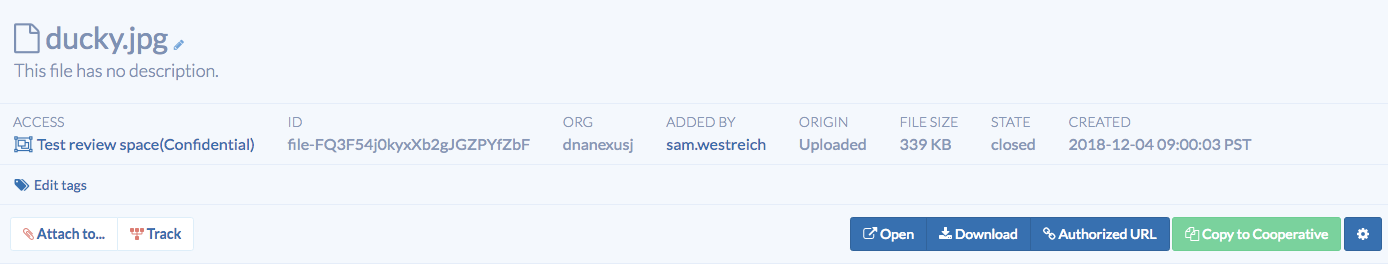 ducky.jpg
This file has no description.
ACCESS ID ORG ADDED BY ORIGIN FILE SIZE STATE CREATED
Test review space(Confidential) file-FQ3F54j0kyxXb2gJGZPYfZbF dnanexusj sam.westreich Uploaded 339 KB closed 2018-12-04 09:00:03 PST
Edit tags
Attach to... Track Open Download Authorized URL Copy to Cooperative